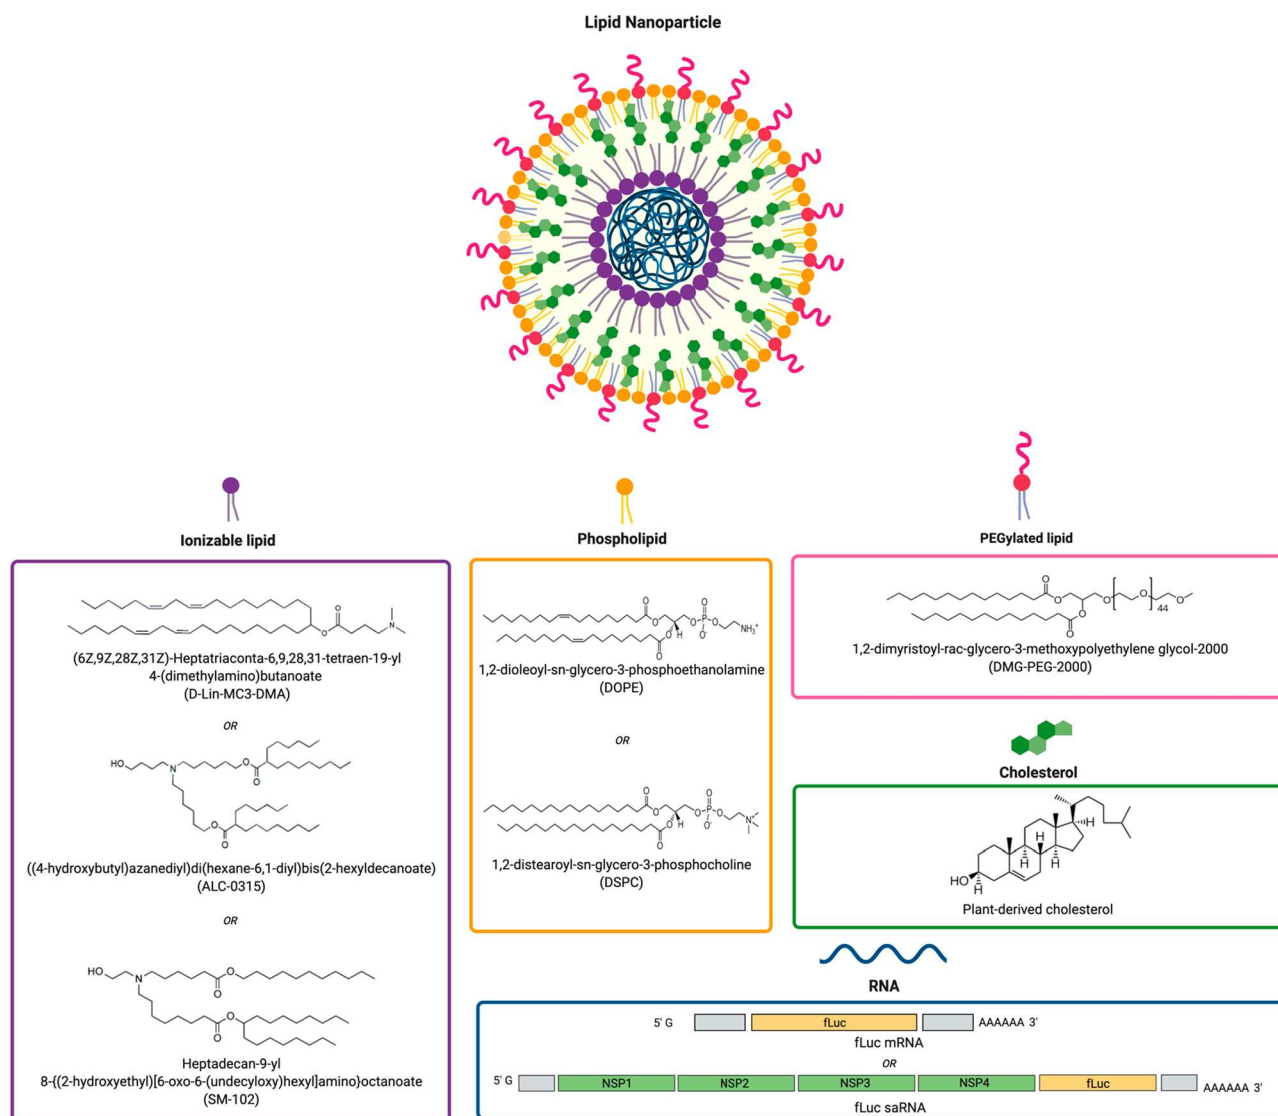 Lipid Nanoparticle
Ionizable lipid
(6Z,9Z,28Z,31Z)-Heptatriaconta-6,9,28,31-tetraen-19-yl
4-(dimethylamino)butanoate
(D-Lin-MC3-DMA)
OR
((4-hydroxybutyl)azanediyl)di(hexane-6,1-diyl)bis(2-hexyldecanoate)
(ALC-0315)
OR
Heptadecan-9-yl
8-{(2-hydroxyethyl)[6-oxo-6-(undecyloxy)hexyl]amino}octanoate
(SM-102)
Phospholipid
1,2-dioleoyl-sn-glycero-3-phosphoethanolamine
(DOPE)
OR
1,2-distearoyl-sn-glycero-3-phosphocholine
(DSPC)
PEGylated lipid
44
1,2-dimyristoyl-rac-glycero-3-methoxypolyethylene glycol-2000
(DMG-PEG-2000)
Cholesterol
Plant-derived cholesterol
RNA
5' G fLuc AAAAAA 3'
fLuc mRNA
OR
5' G NSP1 NSP2 NSP3 NSP4 fLuc AAAAAA 3'
fLuc saRNA